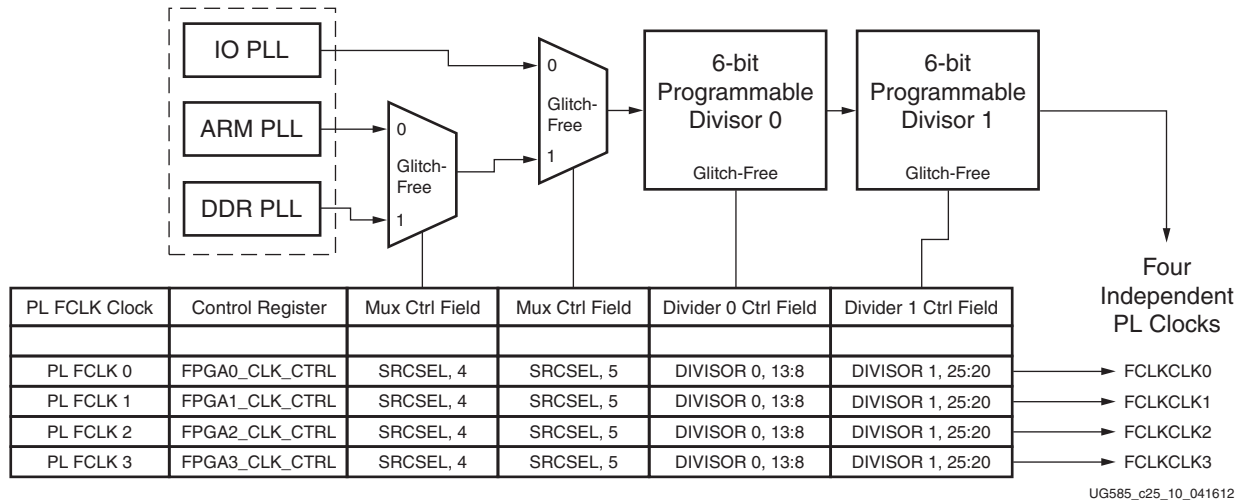 IO PLL
ARM PLL
DDR PLL
0
Glitch-
Free
1
0
Glitch-
Free
1
6-bit
Programmable
Divisor 0
Glitch-Free
6-bit
Programmable
Divisor 1
Glitch-Free
Four
Independent
PL Clocks
PL FCLK Clock Control Register Mux Ctrl Field Mux Ctrl Field Divider 0 Ctrl Field Divider 1 Ctrl Field
PL FCLK 0 FPGA0_CLK_CTRL SRCSEL, 4 SRCSEL, 5 DIVISOR 0, 13:8 DIVISOR 1, 25:20 FCLKCLK0
PL FCLK 1 FPGA1_CLK_CTRL SRCSEL, 4 SRCSEL, 5 DIVISOR 0, 13:8 DIVISOR 1, 25:20 FCLKCLK1
PL FCLK 2 FPGA2_CLK_CTRL SRCSEL, 4 SRCSEL, 5 DIVISOR 0, 13:8 DIVISOR 1, 25:20 FCLKCLK2
PL FCLK 3 FPGA3_CLK_CTRL SRCSEL, 4 SRCSEL, 5 DIVISOR 0, 13:8 DIVISOR 1, 25:20 FCLKCLK3
UG585_c25_10_041612